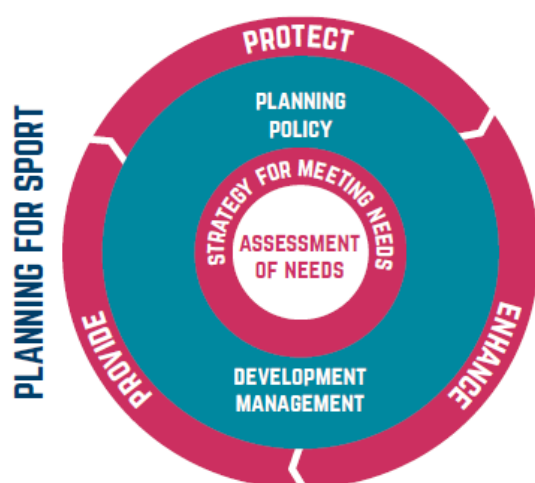 PLANNING FOR SPORT
PROTECT
PLANNING
POLICY
STRATEGY FOR MEETING NEEDS
ASSESSMENT
OF NEEDS
DEVELOPMENT
MANAGEMENT
PROVIDE
ENHANCE